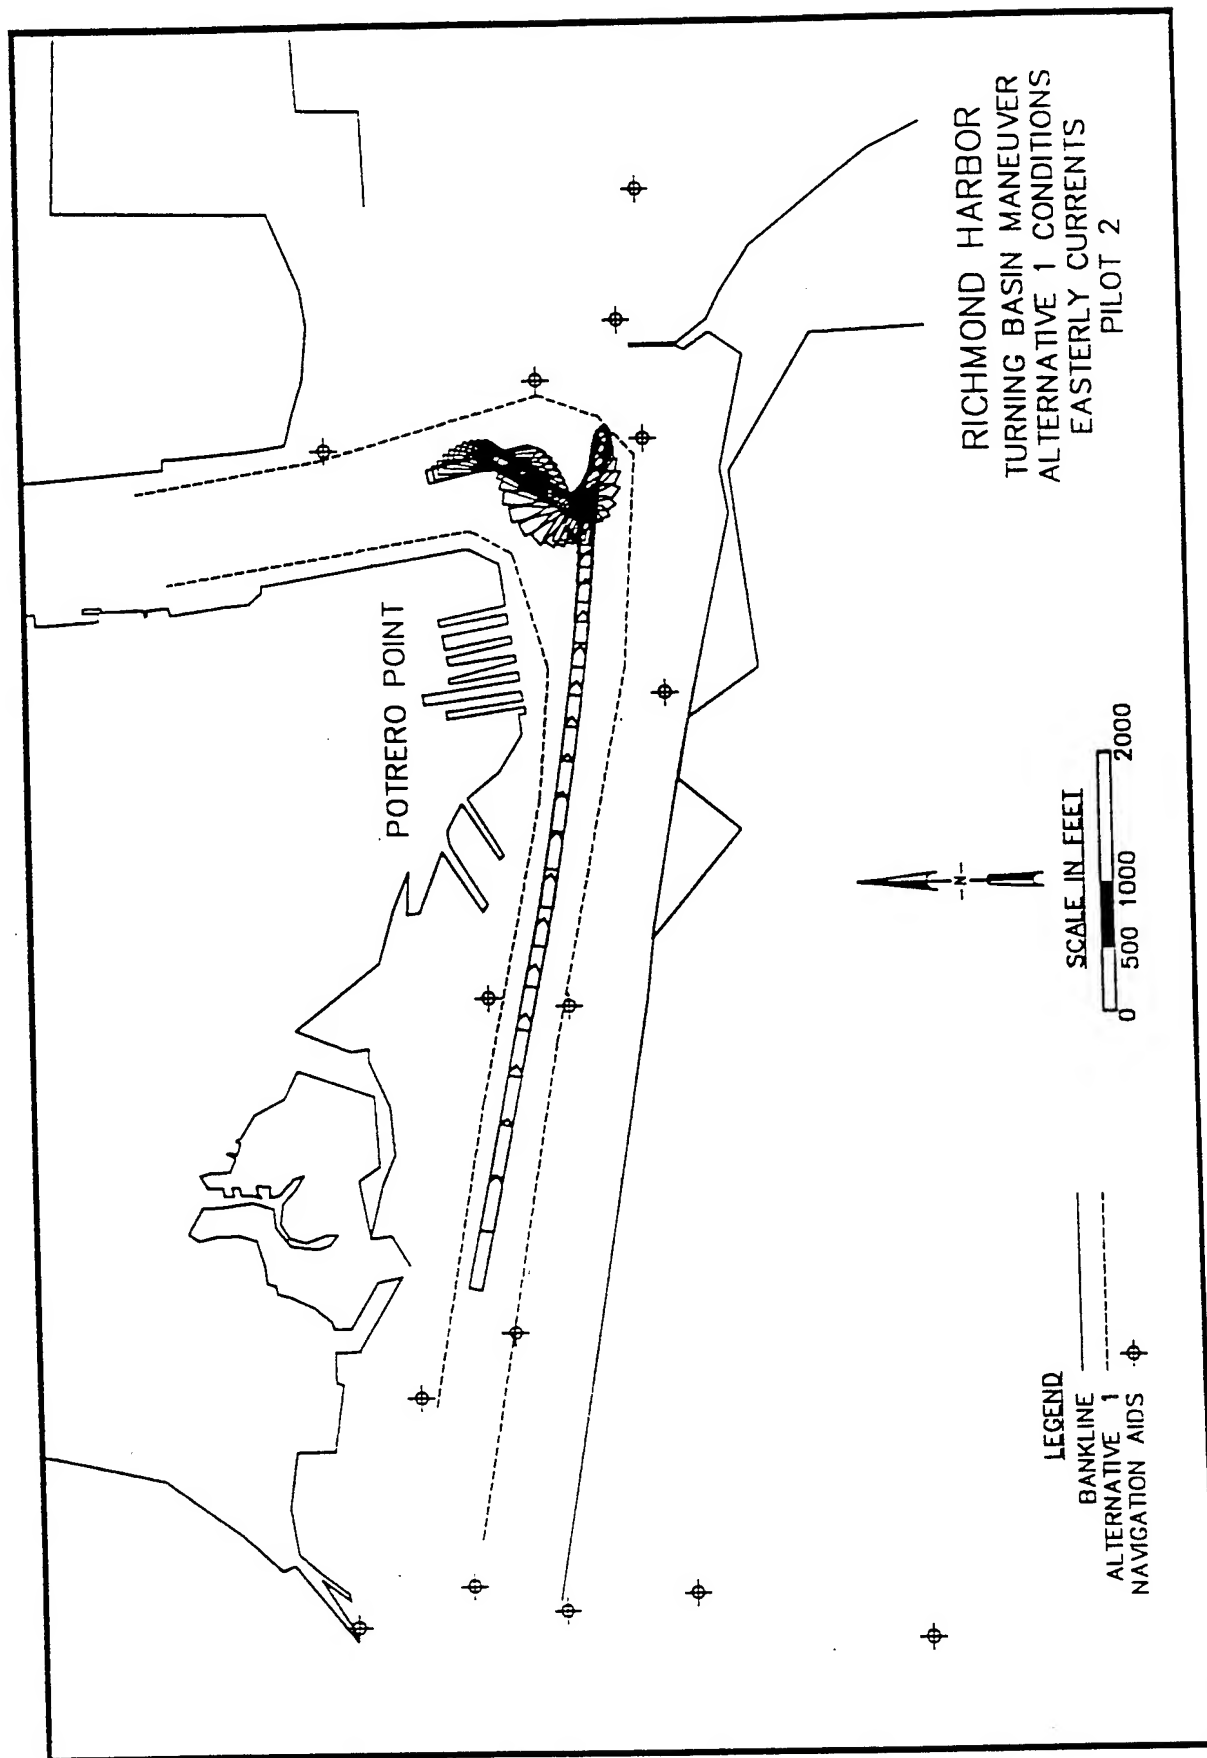 POTRERO POINT
RICHMOND HARBOR
TURNING BASIN MANEUVER
ALTERNATIVE 1 CONDITIONS
EASTERLY CURRENTS
PILOT 2
N
SCALE IN FEET
0 500 1000 2000
LEGEND
BANKLINE
ALTERNATIVE 1
NAVIGATION AIDS